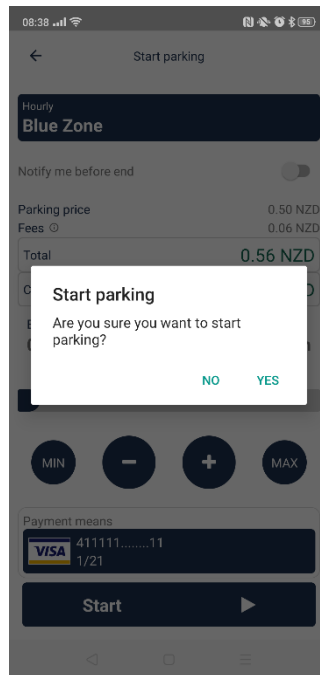 08:38
95
Start parking
Hourly
Blue Zone
Notify me before end
Parking price 0.50 NZD
Fees 0.06 NZD
Total 0.56 NZD
Start parking
Are you sure you want to start
parking?
NO YES
MIN - + MAX
Payment means
VISA 411111........11
1/21
Start